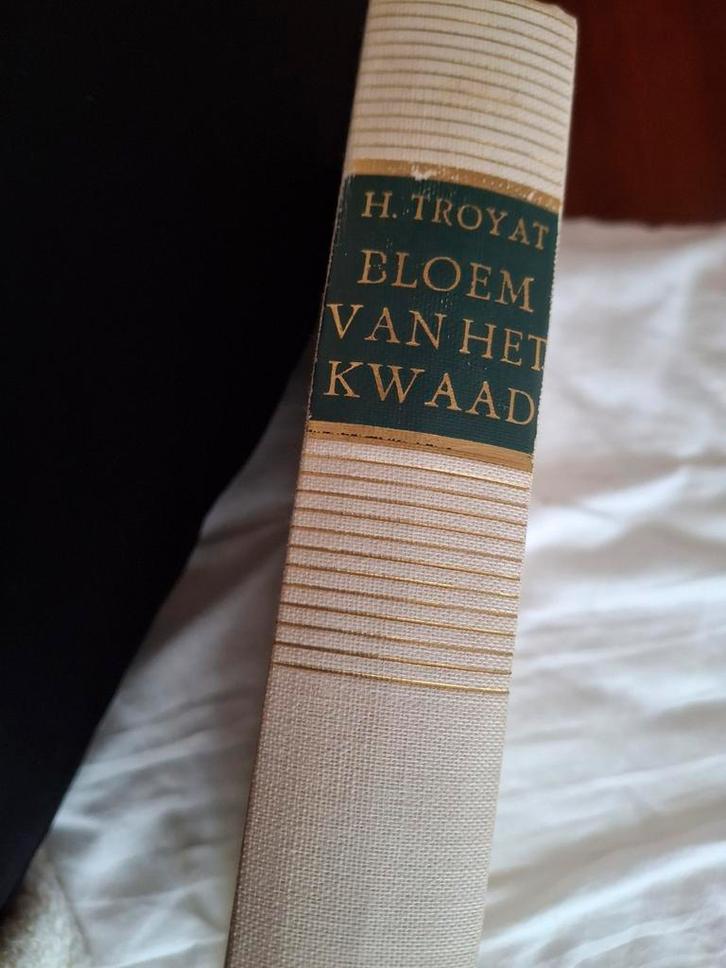 H. TROYAT
BLOEM
VAN HET
KWAAD